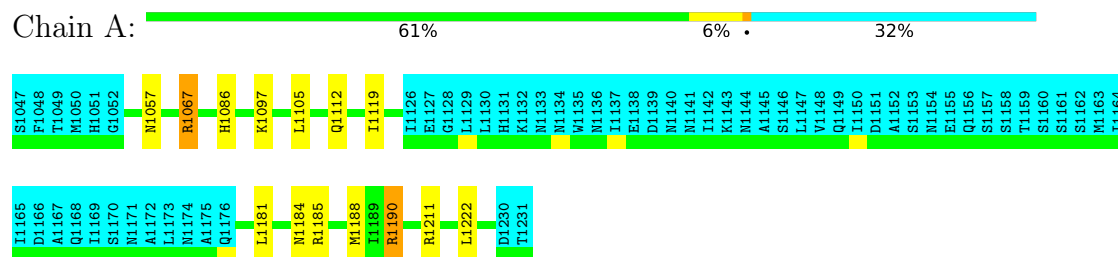 Chain A:
61% 6% • 32%
S1047 F1048 T1049 M1050 H1051 G1052 N1057 R1067 H1086 K1097 L1105 Q1112 I1119 I1126 E1127 G1128 L1129 L1130 H1131 K1132 N1133 N1134 W1135 N1136 I1137 E1138 D1139 N1140 N1141 I1142 K1143 N1144 A1145 S1146 L1147 V1148 Q1149 I1150 D1151 A1152 S1153 N1154 E1155 Q1156 S1157 S1158 T1159 S1160 S1161 S1162 M1163
I1165 D1166 A1167 Q1168 I1169 S1170 N1171 A1172 L1173 N1174 A1175 Q1176 L1181 N1184 R1185 M1188 I1189 R1190 R1211 L1222 D1230 T1231